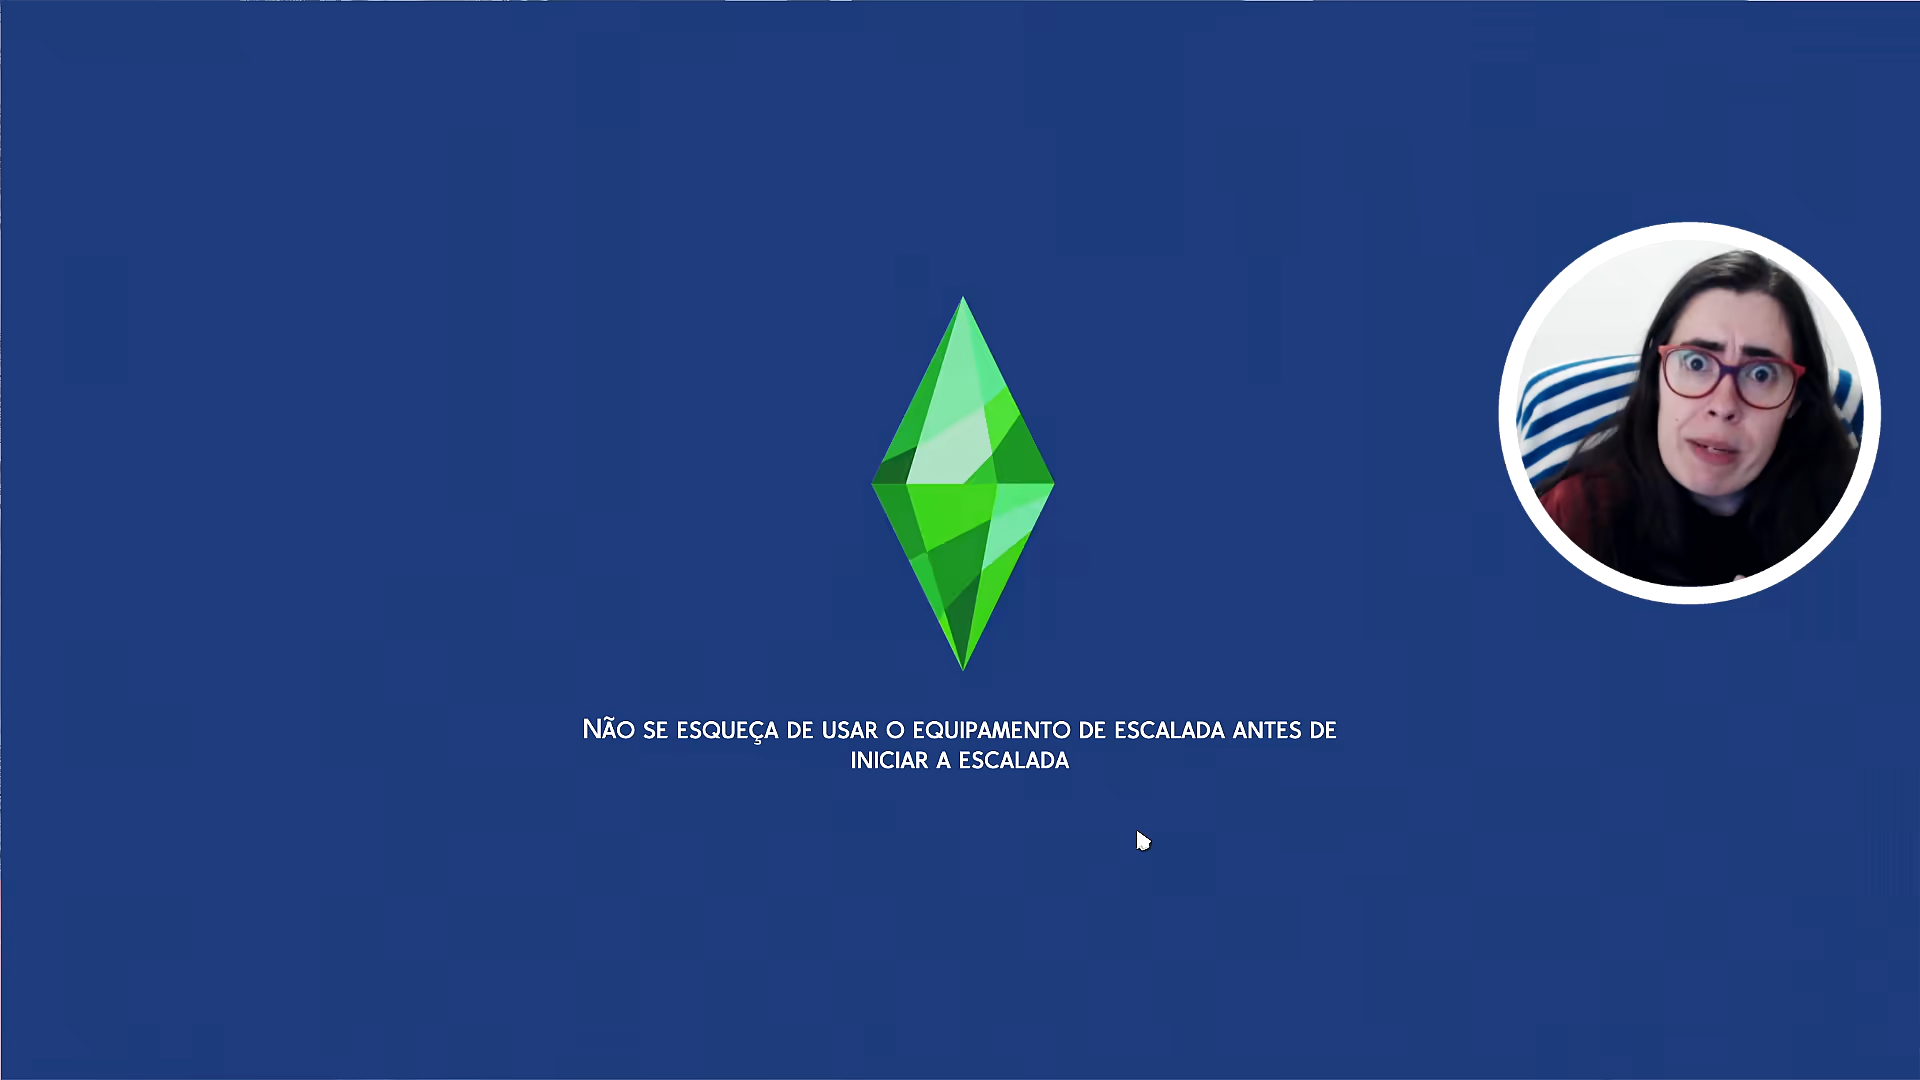 Não se esqueça de usar o equipamento de escalada antes de
iniciar a escalada